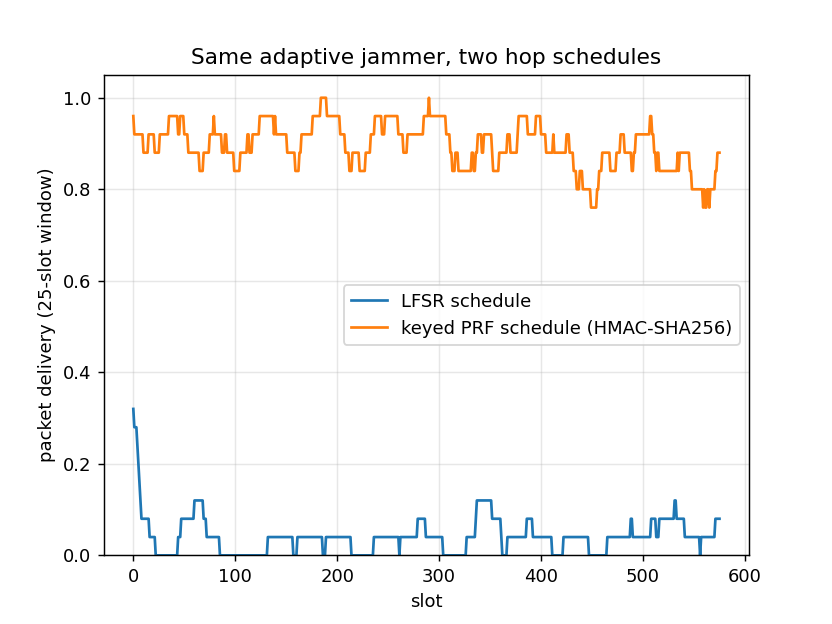 Same adaptive jammer, two hop schedules
1.0
0.8
0.6
0.4
0.2
0.0
packet delivery (25-slot window)
LFSR schedule
keyed PRF schedule (HMAC-SHA256)
0 100 200 300 400 500 600
slot